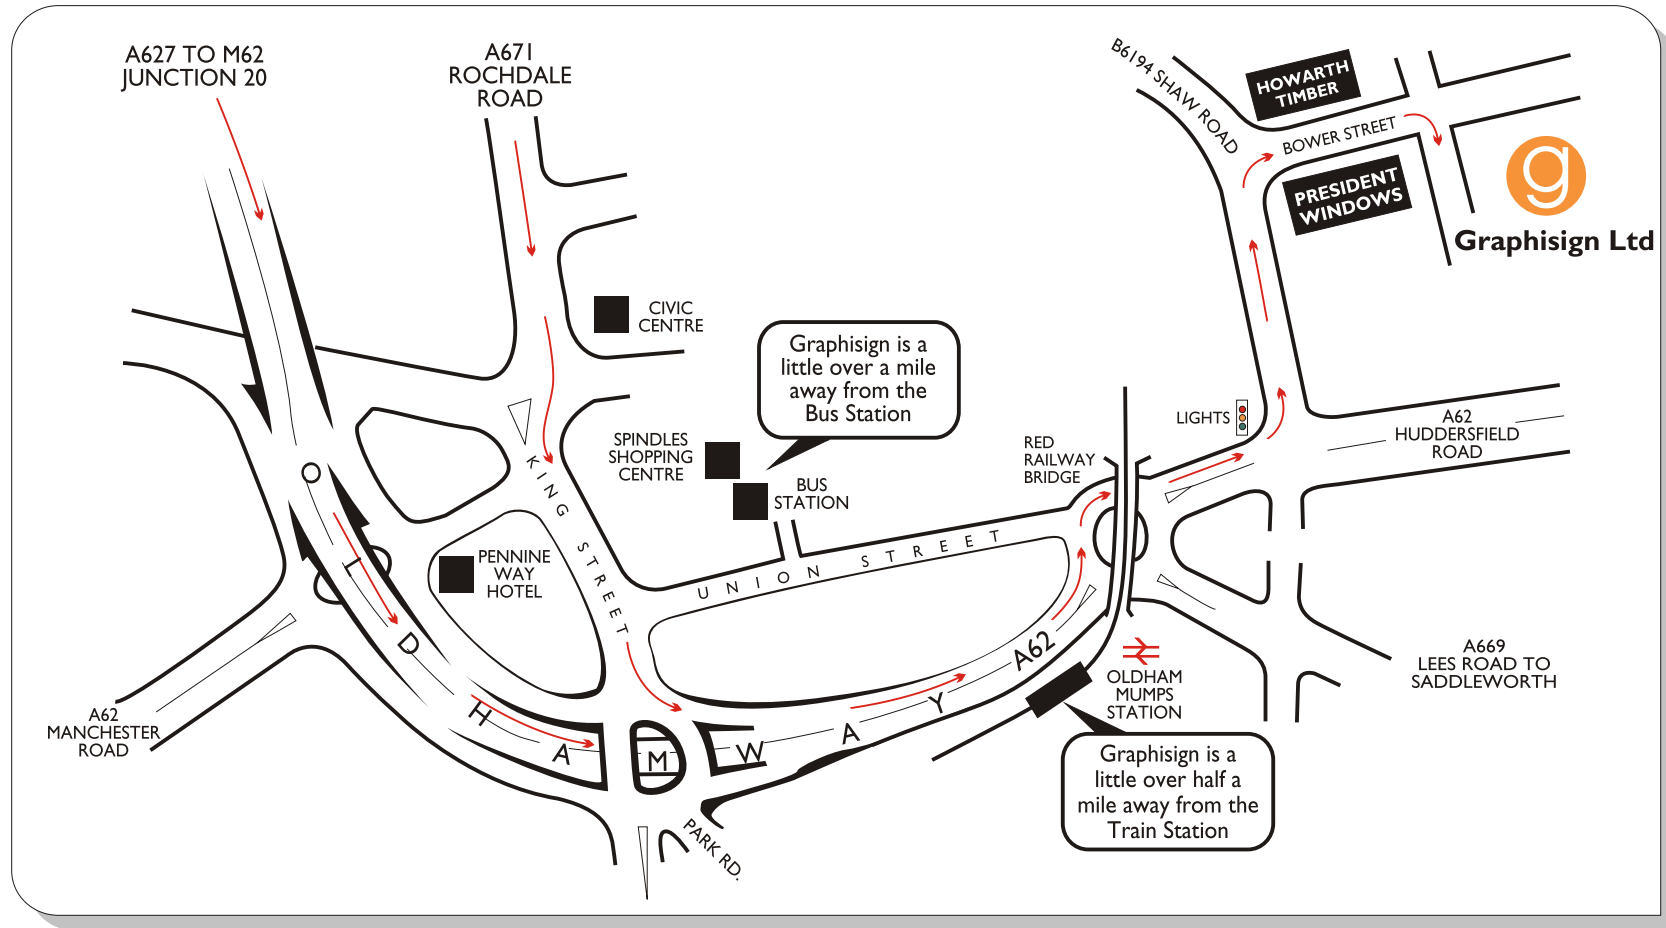 A627 TO M62
JUNCTION 20
A671
ROCHDALE
ROAD
B6194 SHAW ROAD
HOWARTH
TIMBER
BOWER STREET
PRESIDENT
WINDOWS
g
Graphisign Ltd
CIVIC
CENTRE
Graphisign is a
little over a mile
away from the
Bus Station
SPINDLES
SHOPPING
CENTRE
BUS
STATION
RED
RAILWAY
BRIDGE
LIGHTS
A62
HUDDERSFIELD
ROAD
KING STREET
UNION STREET
PENNINE
WAY
HOTEL
OLDHAM WAY A62
A62
MANCHESTER
ROAD
OLDHAM
MUMPS
STATION
A669
LEES ROAD TO
SADDLEWORTH
Graphisign is a
little over half a
mile away from the
Train Station
PARK RD.